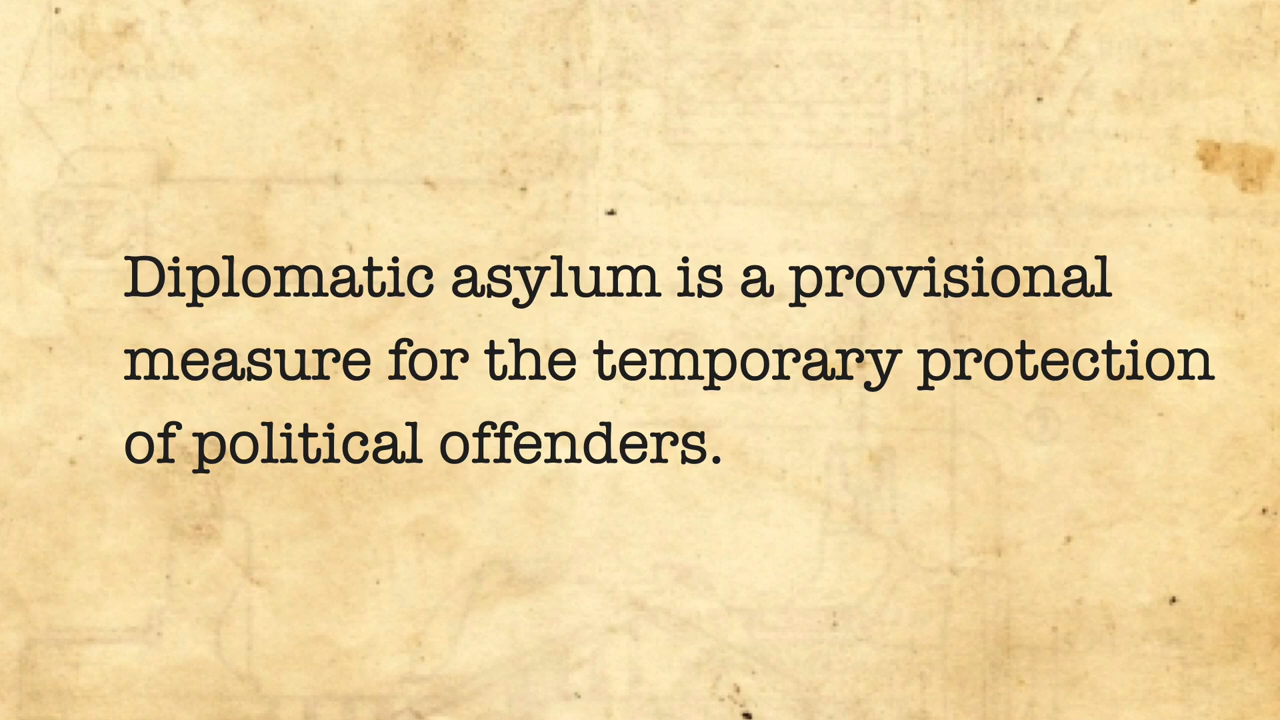 Diplomatic asylum is a provisional
measure for the temporary protection
of political offenders.